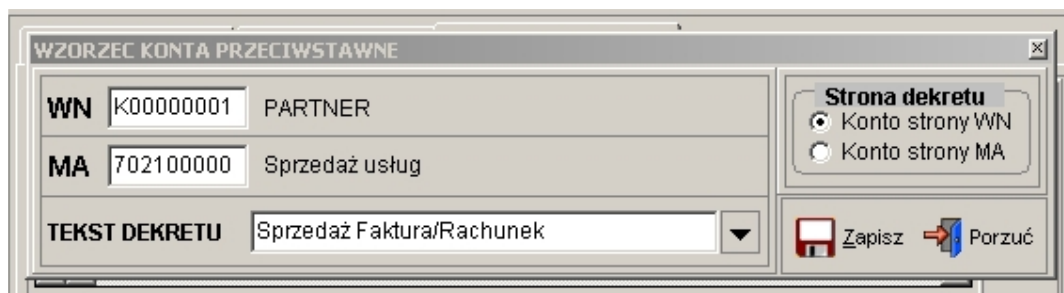 WZORZEC KONTA PRZECIWSTAWNE
WN K00000001 PARTNER
MA 702100000 Sprzedaż usług
TEKST DEKRETU Sprzedaż Faktura/Rachunek
Strona dekretu
Konto strony WN
Konto strony MA
Zapisz Porzuć